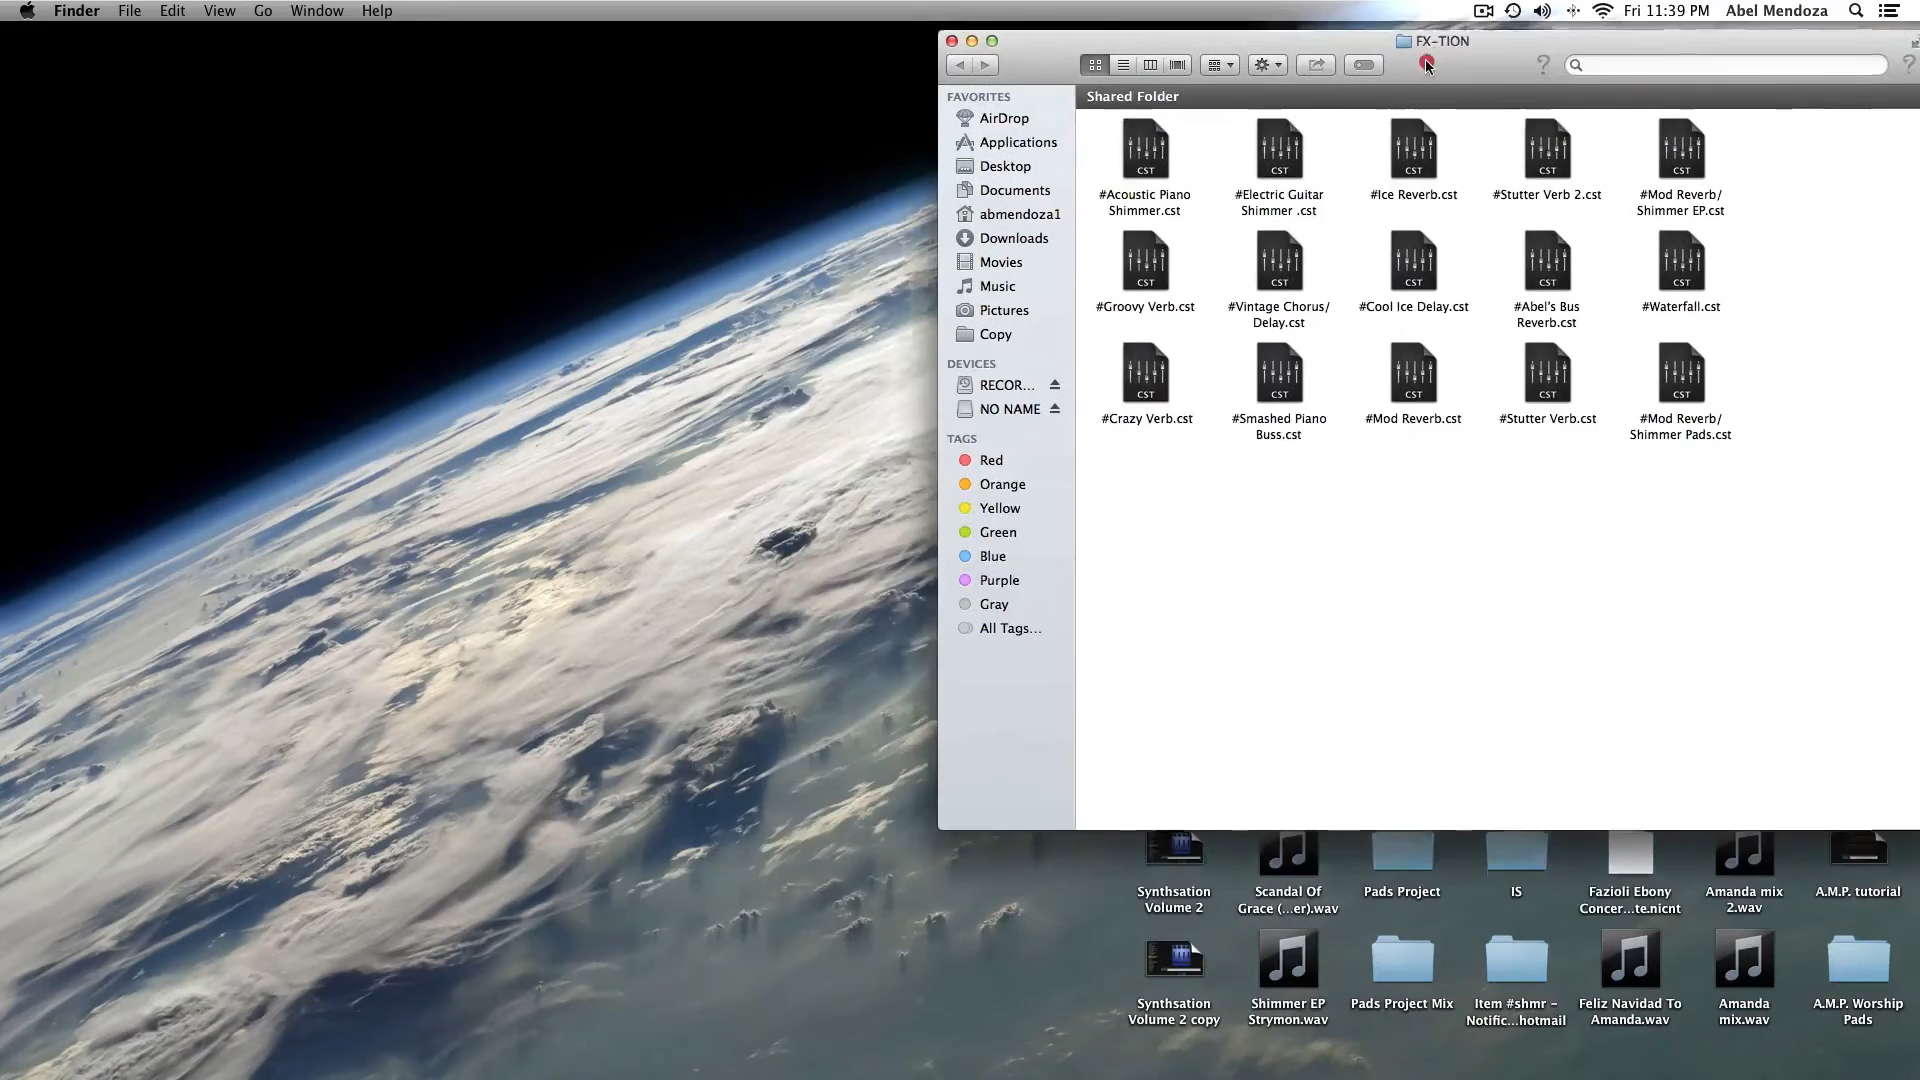 Finder File Edit View Go Window Help Fri 11:39 PM Abel Mendoza
FX-TION
Shared Folder
FAVORITES
AirDrop
Applications
Desktop
Documents
abmendoza1
Downloads
Movies
Music
Pictures
Copy
DEVICES
RECOR...
NO NAME
TAGS
Red
Orange
Yellow
Green
Blue
Purple
Gray
All Tags...
CST CST CST CST CST
#Acoustic Piano #Electric Guitar #Ice Reverb.cst #Stutter Verb 2.cst #Mod Reverb/
Shimmer.cst Shimmer .cst Shimmer EP.cst
CST CST CST CST CST
#Groovy Verb.cst #Vintage Chorus/ #Cool Ice Delay.cst #Abel's Bus #Waterfall.cst
Delay.cst Reverb.cst
CST CST CST CST CST
#Crazy Verb.cst #Smashed Piano #Mod Reverb.cst #Stutter Verb.cst #Mod Reverb/
Buss.cst Shimmer Pads.cst
Synthsation Scandal Of Pads Project IS Fazioli Ebony Amanda mix A.M.P. tutorial
Volume 2 Grace (...er).wav Concer...te.nicnt 2.wav
Synthsation Shimmer EP Pads Project Mix Item #shmr - Feliz Navidad To Amanda A.M.P. Worship
Volume 2 copy Strymon.wav Notific...hotmail Amanda.wav mix.wav Pads